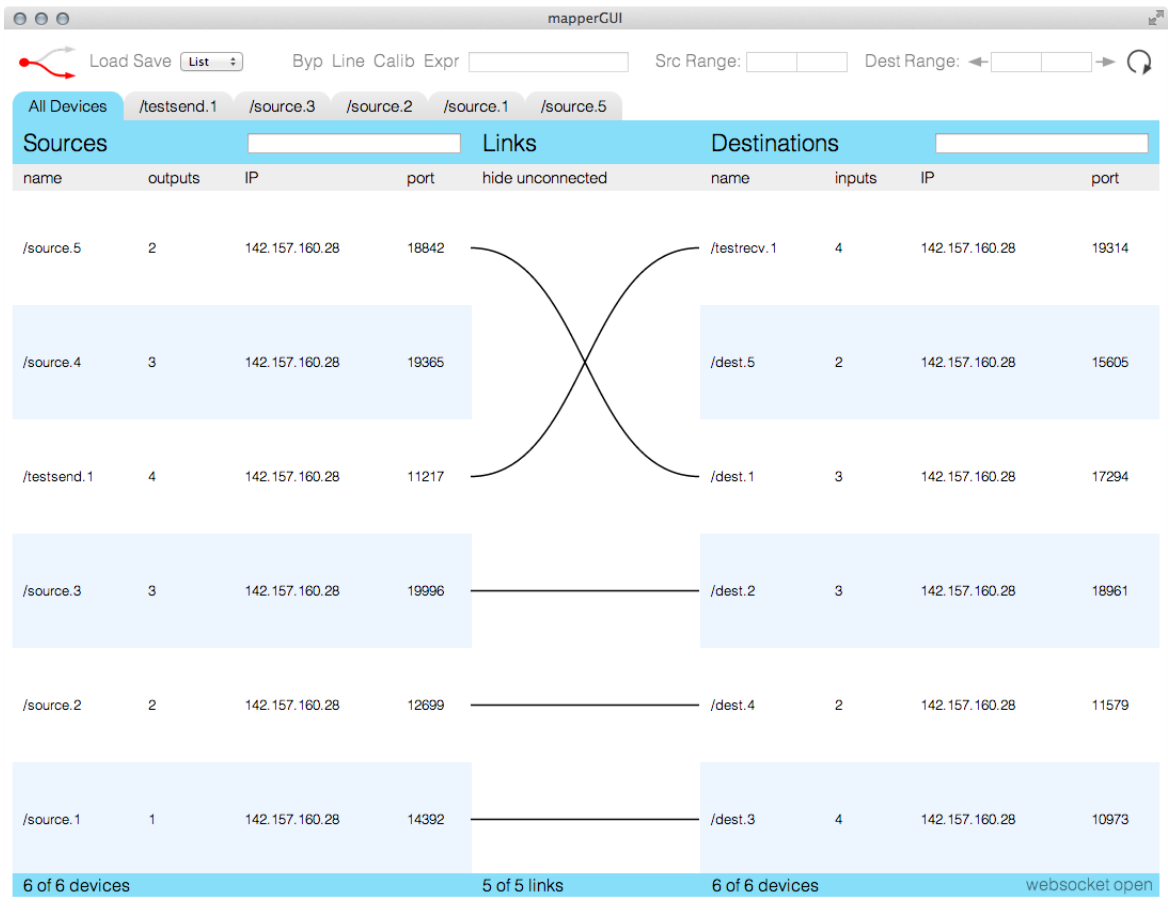 mapperGUI
Load Save List Byp Line Calib Expr Src Range: Dest Range:
All Devices /testsend.1 /source.3 /source.2 /source.1 /source.5
Sources Links Destinations
name outputs IP port hide unconnected name inputs IP port
/source.5 2 142.157.160.28 18842 /testrecv.1 4 142.157.160.28 19314
/source.4 3 142.157.160.28 19365 /dest.5 2 142.157.160.28 15605
/testsend.1 4 142.157.160.28 11217 /dest.1 3 142.157.160.28 17294
/source.3 3 142.157.160.28 19996 /dest.2 3 142.157.160.28 18961
/source.2 2 142.157.160.28 12699 /dest.4 2 142.157.160.28 11579
/source.1 1 142.157.160.28 14392 /dest.3 4 142.157.160.28 10973
6 of 6 devices 5 of 5 links 6 of 6 devices websocket open